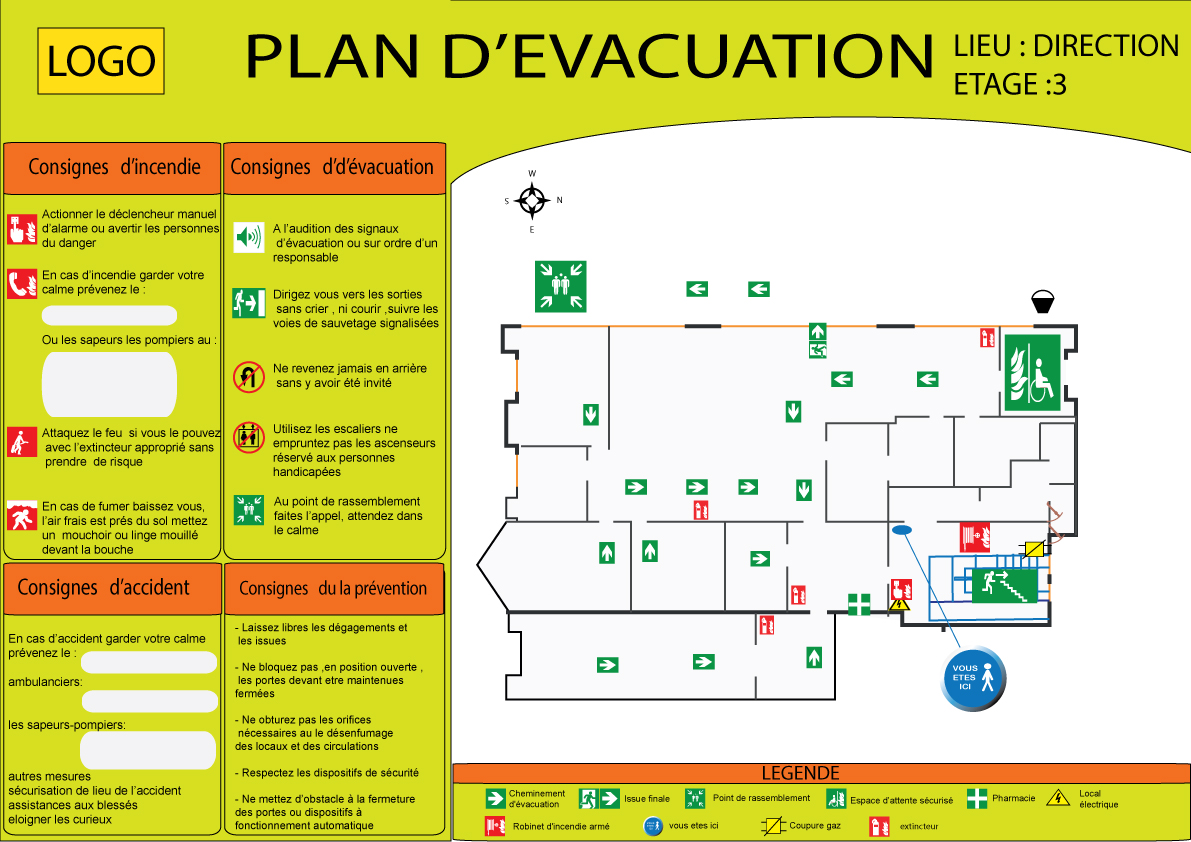 LOGO
PLAN D'EVACUATION
LIEU : DIRECTION
ETAGE :3
Consignes d'incendie
Actionner le déclencheur manuel
d'alarme ou avertir les personnes
du danger
En cas d'incendie garder votre
calme prévenez le :
Ou les sapeurs les pompiers au :
Attaquez le feu si vous le pouvez
avec l'extincteur approprié sans
prendre de risque
En cas de fumer baissez vous,
l'air frais est prés du sol mettez
un mouchoir ou linge mouillé
devant la bouche
Consignes d'd'évacuation
A l'audition des signaux
d'évacuation ou sur ordre d'un
responsable
Dirigez vous vers les sorties
sans crier , ni courir ,suivre les
voies de sauvetage signalisées
Ne revenez jamais en arrière
sans y avoir été invité
Utilisez les escaliers ne
empruntez pas les ascenseurs
réservé aux personnes
handicapées
Au point de rassemblement
faites l'appel, attendez dans
le calme
Consignes d'accident
En cas d'accident garder votre calme
prévenez le :
ambulanciers:
les sapeurs-pompiers:
autres mesures
sécurisation de lieu de l'accident
assistances aux blessés
eloigner les curieux
Consignes du la prévention
- Laissez libres les dégagements et
les issues
- Ne bloquez pas ,en position ouverte ,
les portes devant etre maintenues
fermées
- Ne obturez pas les orifices
nécessaires au le désenfumage
des locaux et des circulations
- Respectez les dispositifs de sécurité
- Ne mettez d'obstacle à la fermeture
des portes ou dispositifs à
fonctionnement automatique
W
S
N
E
VOUS
ETES
ICI
LEGENDE
Cheminement
d'évacuation
Issue finale
Point de rassemblement
Espace d'attente sécurisé
Pharmacie
Local
électrique
Robinet d'incendie armé
vous etes ici
Coupure gaz
extincteur